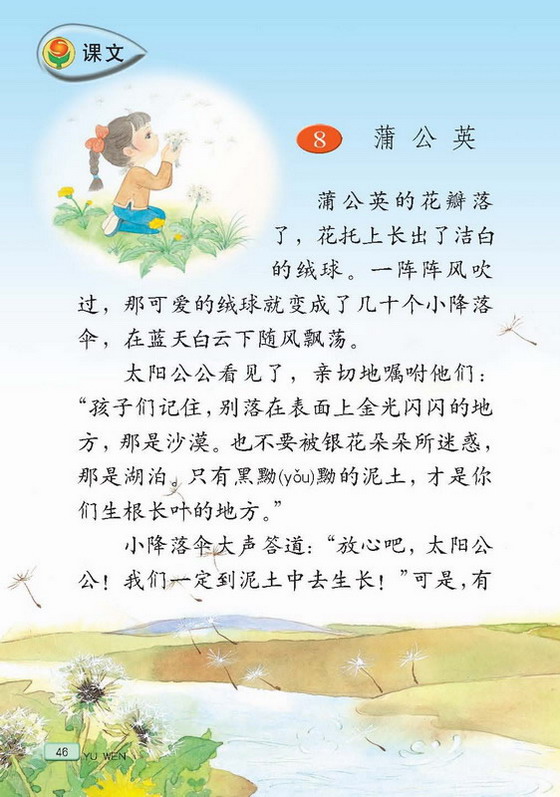 课文
8 蒲公英
蒲公英的花瓣落
了，花托上长出了洁白
的绒球。一阵阵风吹
过，那可爱的绒球就变成了几十个小降落
伞，在蓝天白云下随风飘荡。
太阳公公看见了，亲切地嘱咐他们：
“孩子们记住，别落在表面上金光闪闪的地
方，那是沙漠。也不要被银花朵朵所迷惑，
那是湖泊。只有黑黝(yǒu)黝的泥土，才是你
们生根长叶的地方。”
小降落伞大声答道：“放心吧，太阳公
公！我们一定到泥土中去生长！”可是，有
46 YU WEN